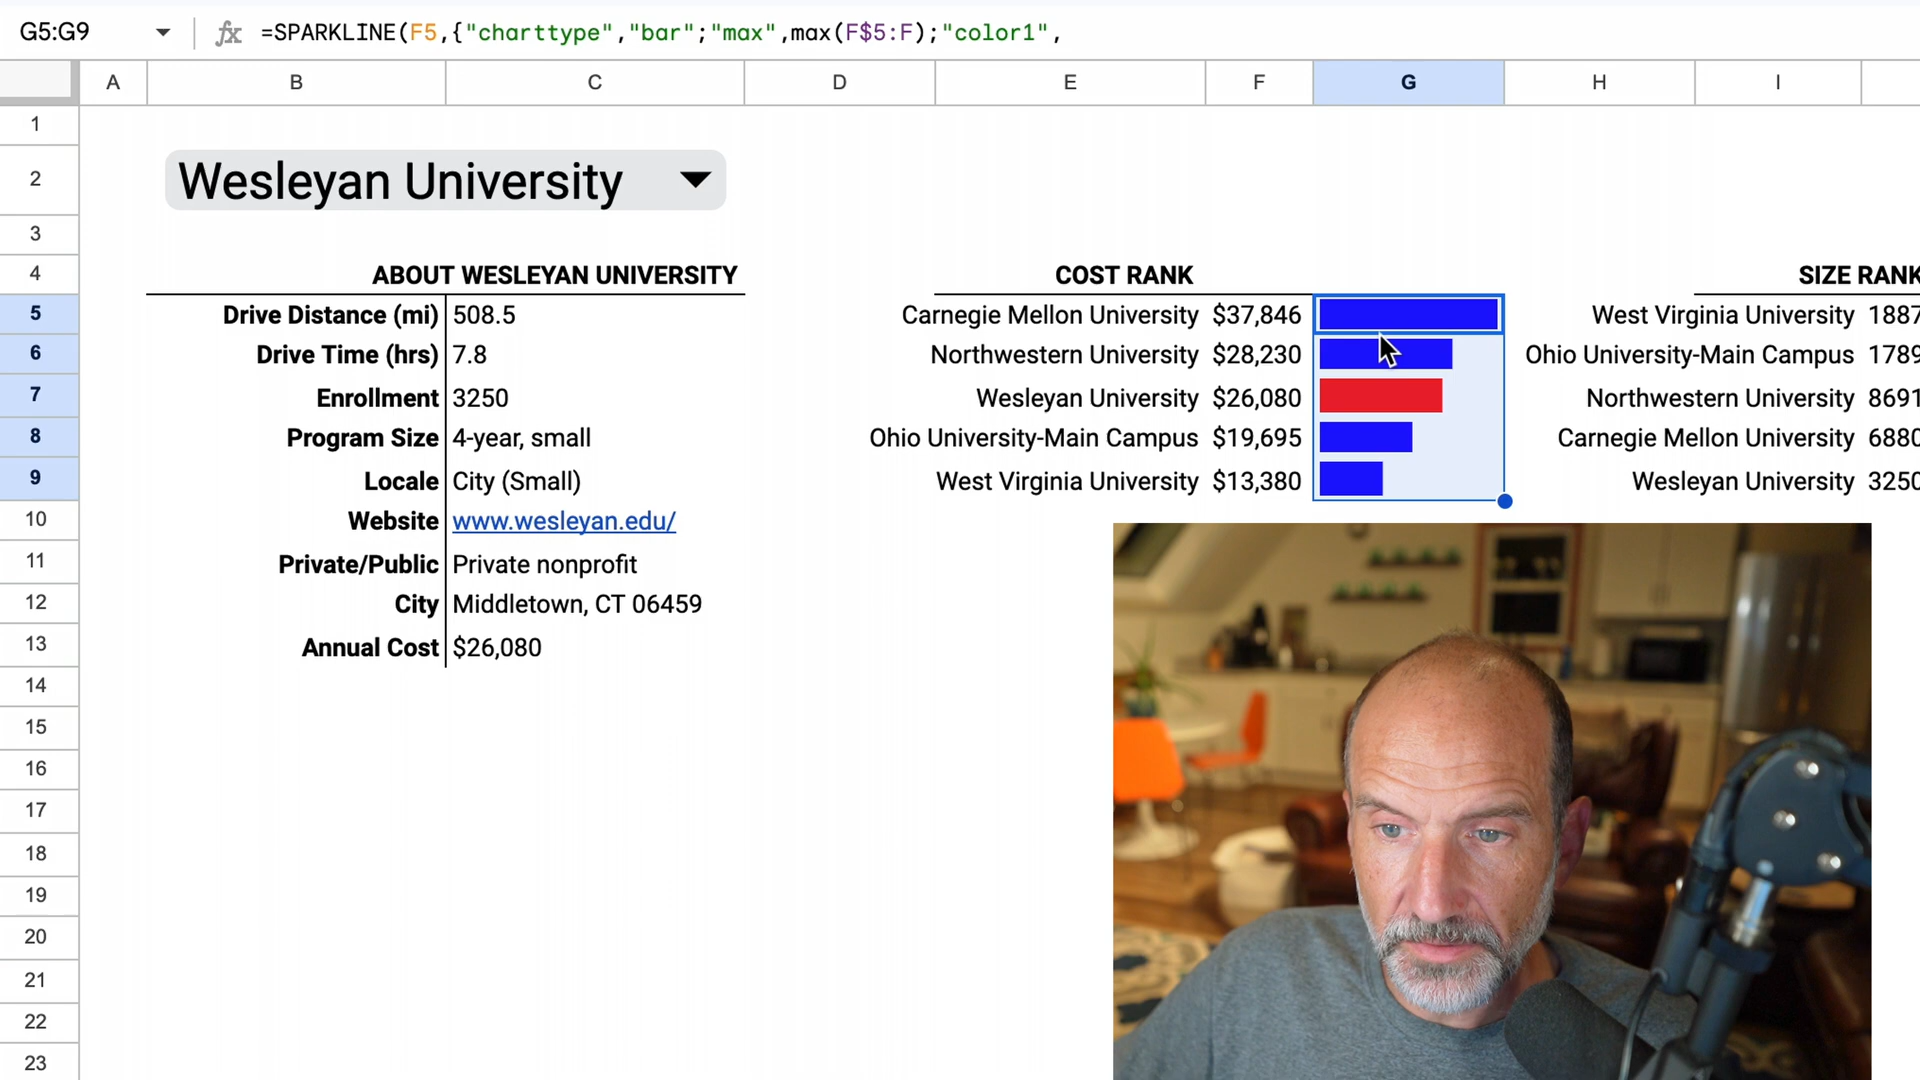 G5:G9 fx =SPARKLINE(F5,{"charttype","bar";"max",max(F$5:F);"color1",
A B C D E F G H I
1
2 Wesleyan University
3
4 ABOUT WESLEYAN UNIVERSITY COST RANK SIZE RANK
5 Drive Distance (mi) 508.5 Carnegie Mellon University $37,846 West Virginia University 1887
6 Drive Time (hrs) 7.8 Northwestern University $28,230 Ohio University-Main Campus 1789
7 Enrollment 3250 Wesleyan University $26,080 Northwestern University 8691
8 Program Size 4-year, small Ohio University-Main Campus $19,695 Carnegie Mellon University 6880
9 Locale City (Small) West Virginia University $13,380 Wesleyan University 3250
10 Website www.wesleyan.edu/
11 Private/Public Private nonprofit
12 City Middletown, CT 06459
13 Annual Cost $26,080
14
15
16
17
18
19
20
21
22
23